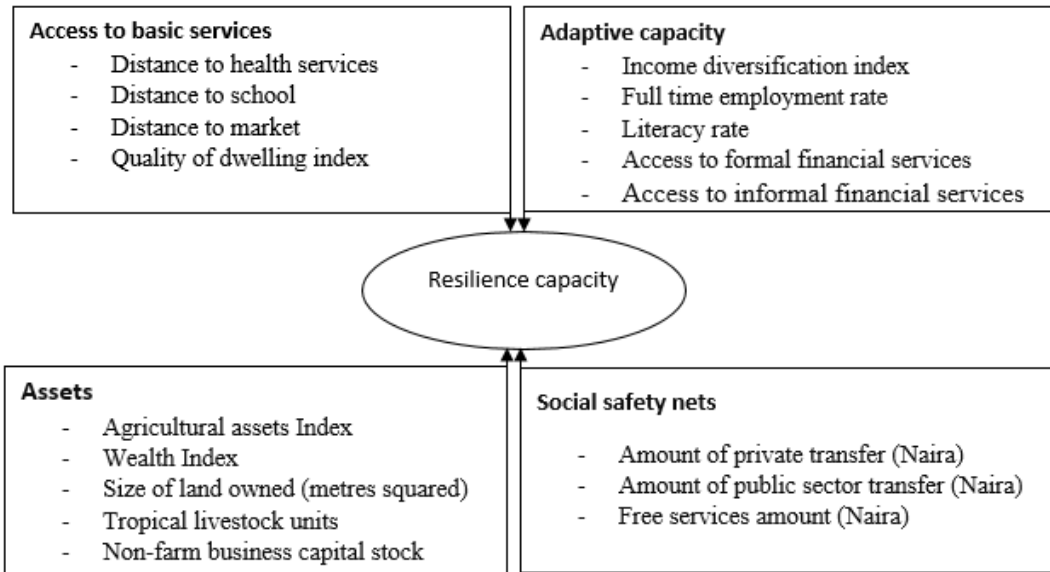 Access to basic services
- Distance to health services
- Distance to school
- Distance to market
- Quality of dwelling index
Adaptive capacity
- Income diversification index
- Full time employment rate
- Literacy rate
- Access to formal financial services
- Access to informal financial services
Resilience capacity
Assets
- Agricultural assets Index
- Wealth Index
- Size of land owned (metres squared)
- Tropical livestock units
- Non-farm business capital stock
Social safety nets
- Amount of private transfer (Naira)
- Amount of public sector transfer (Naira)
- Free services amount (Naira)